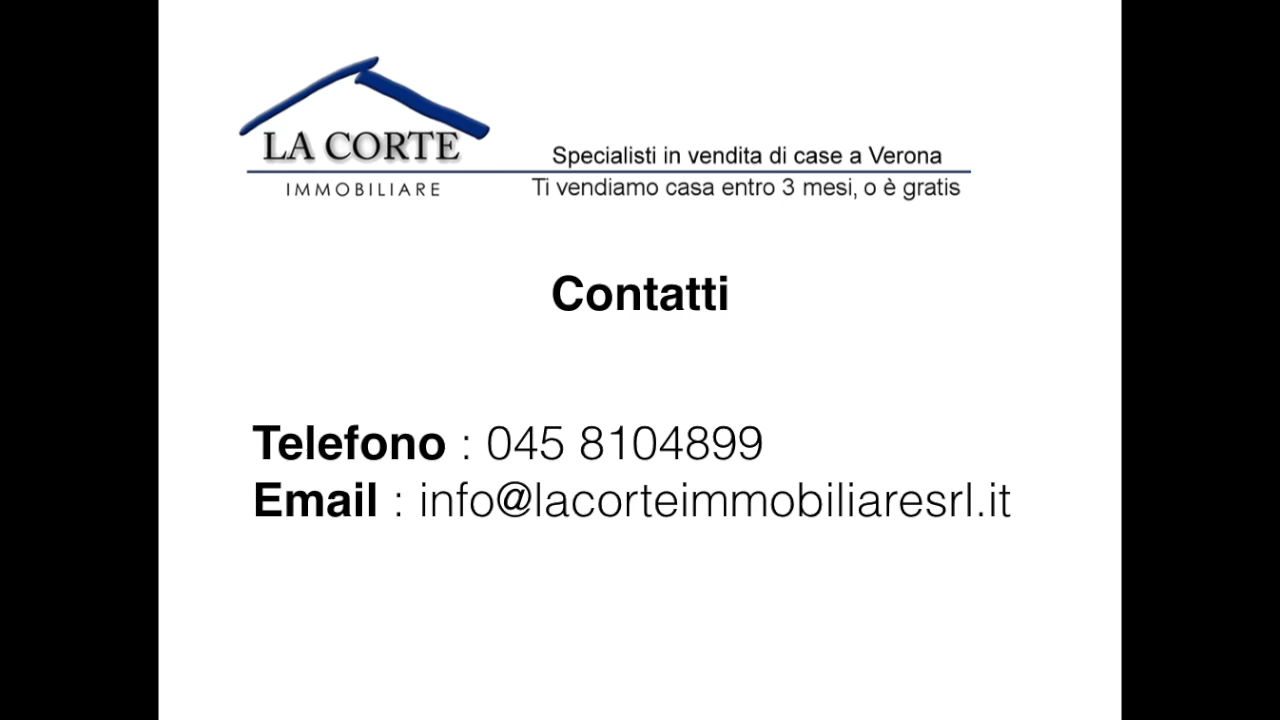 LA CORTE
IMMOBILIARE
Specialisti in vendita di case a Verona
Ti vendiamo casa entro 3 mesi, o è gratis
Contatti
Telefono : 045 8104899
Email : info@lacorteimmobiliaresrl.it